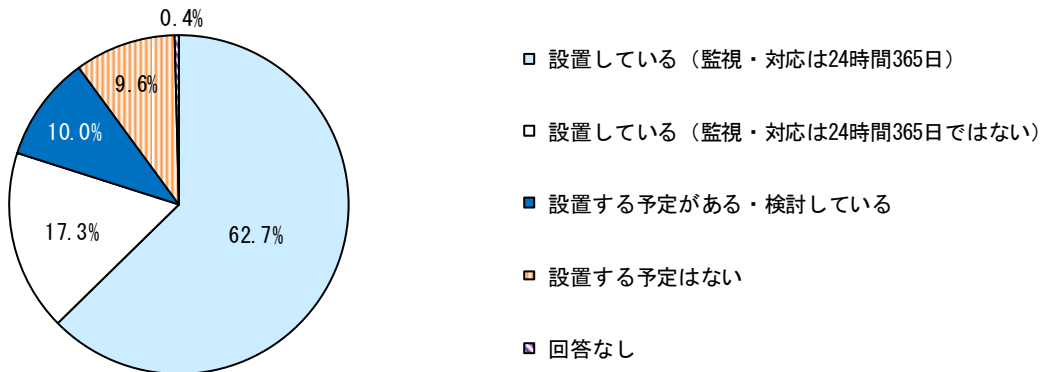 0.4%
9.6%
10.0%
17.3%
62.7%
設置している（監視・対応は24時間365日）
設置している（監視・対応は24時間365日ではない）
設置する予定がある・検討している
設置する予定はない
回答なし